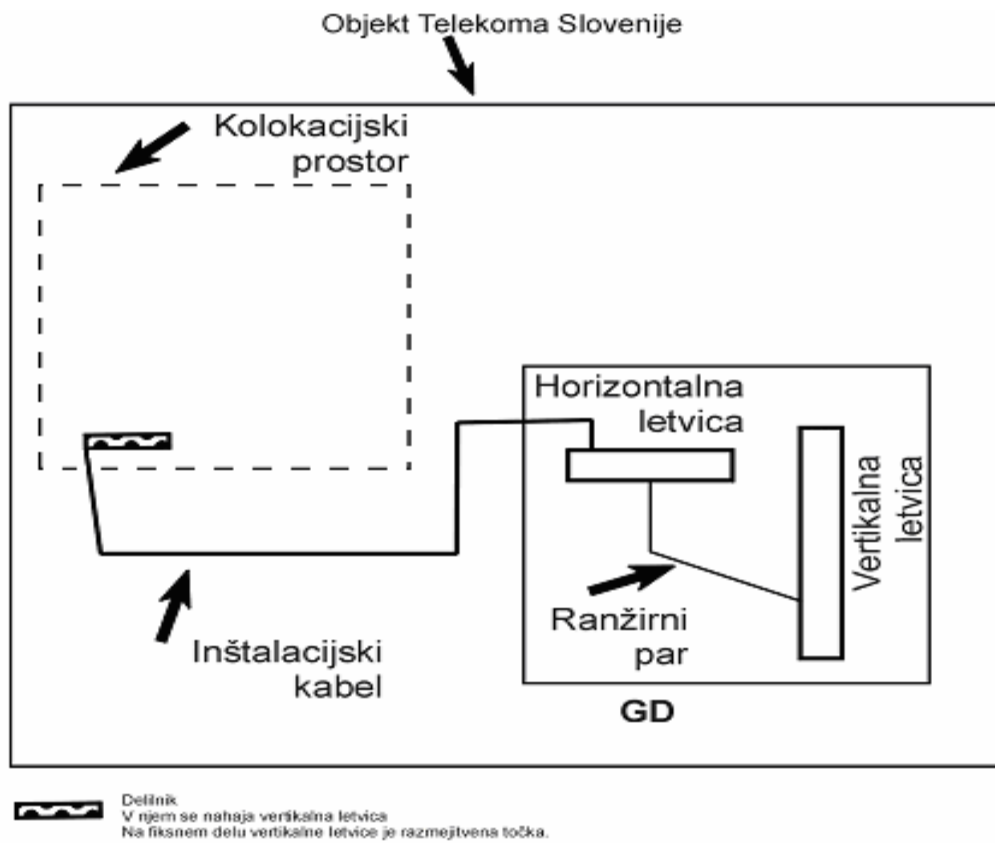 Objekt Telekoma Slovenije
Kolokacijski
prostor
Horizontalna
letvica
Vertikalna
letvica
Ranžirni
par
Inštalacijski
kabel
GD
Delilnik
V njem se nahaja vertikalna letvica
Na fiksnem delu vertikalne letvice je razmejitvena točka.